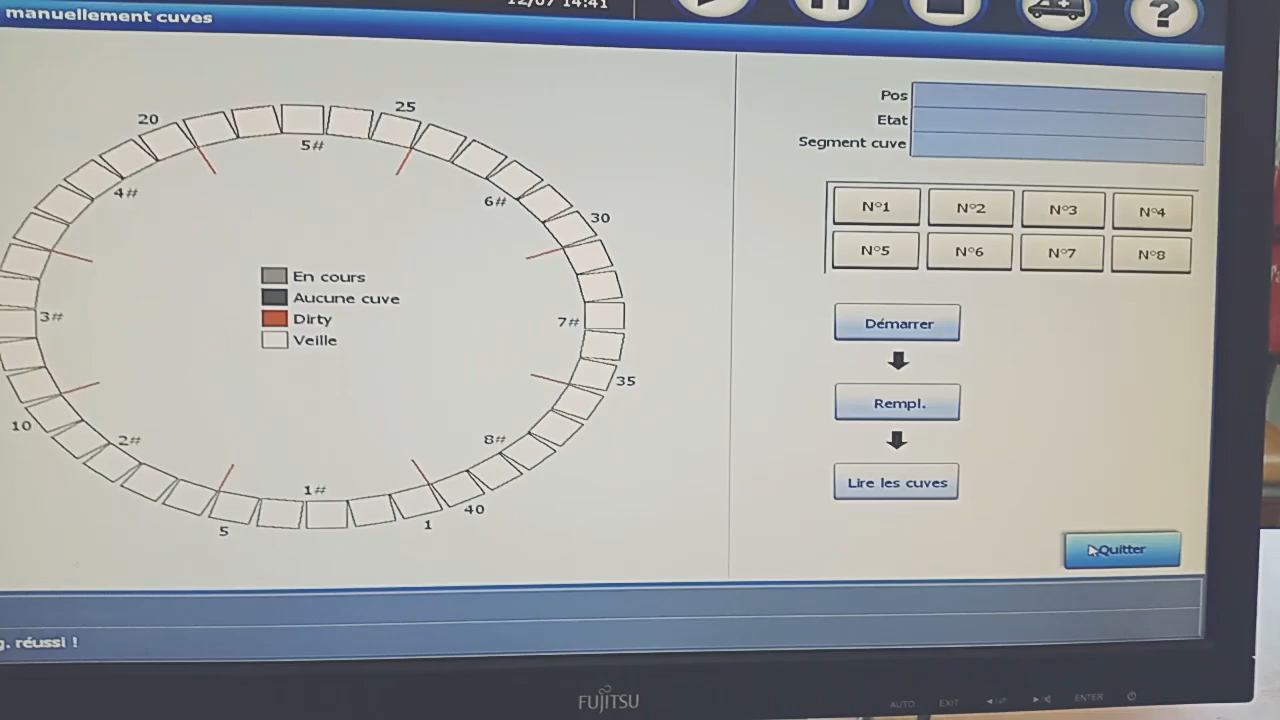 manuellement cuves
12/07 14:41
?
Pos
Etat
Segment cuve
N°1 N°2 N°3 N°4
N°5 N°6 N°7 N°8
Démarrer
Rempl.
Lire les cuves
Quitter
20
25
5#
4#
6#
30
En cours
Aucune cuve
Dirty
Veille
3#
7#
35
10
2#
8#
1#
40
5
1
g. réussi !
FUJITSU
AUTO EXIT ENTER